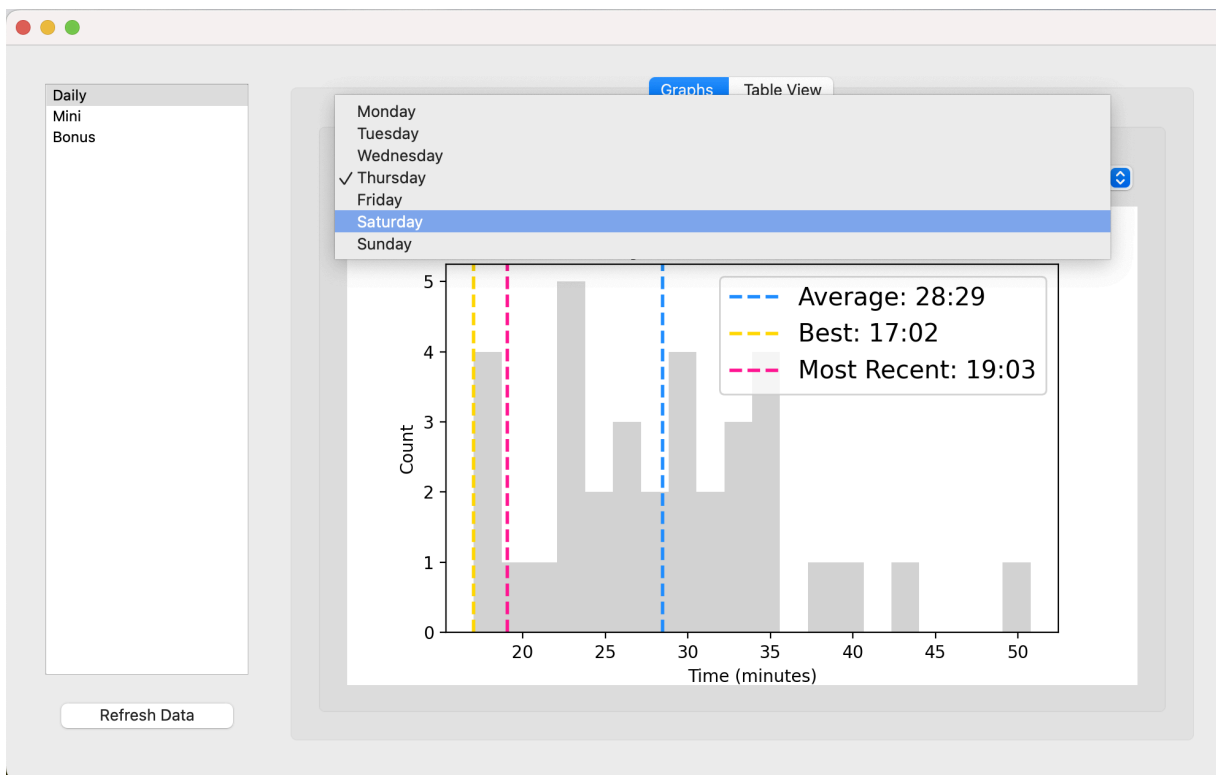 Daily
Mini
Bonus
Refresh Data
Graphs Table View
Monday
Tuesday
Wednesday
✓ Thursday
Friday
Saturday
Sunday
Average: 28:29
Best: 17:02
Most Recent: 19:03
Count
5
4
3
2
1
0
20 25 30 35 40 45 50
Time (minutes)